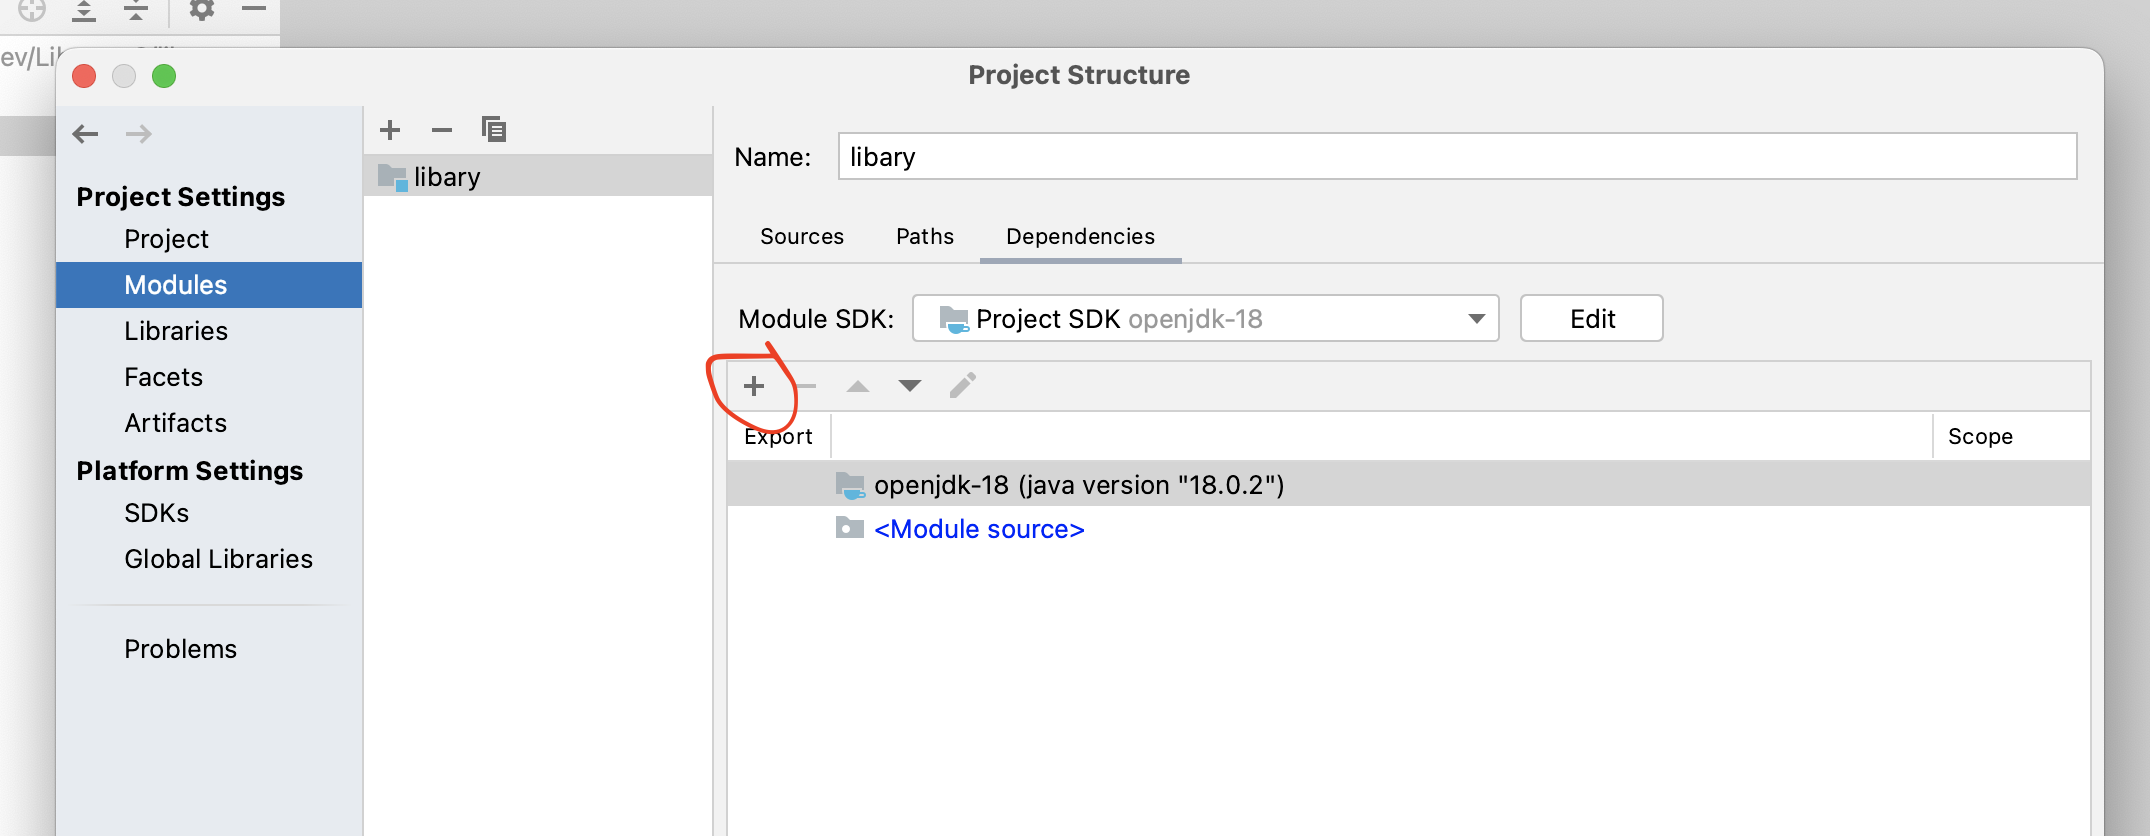 Project Structure
Project Settings
Project
Modules
Libraries
Facets
Artifacts
Platform Settings
SDKs
Global Libraries
Problems
libary
Name: libary
Sources Paths Dependencies
Module SDK: Project SDK openjdk-18 Edit
Export Scope
openjdk-18 (java version "18.0.2")
<Module source>